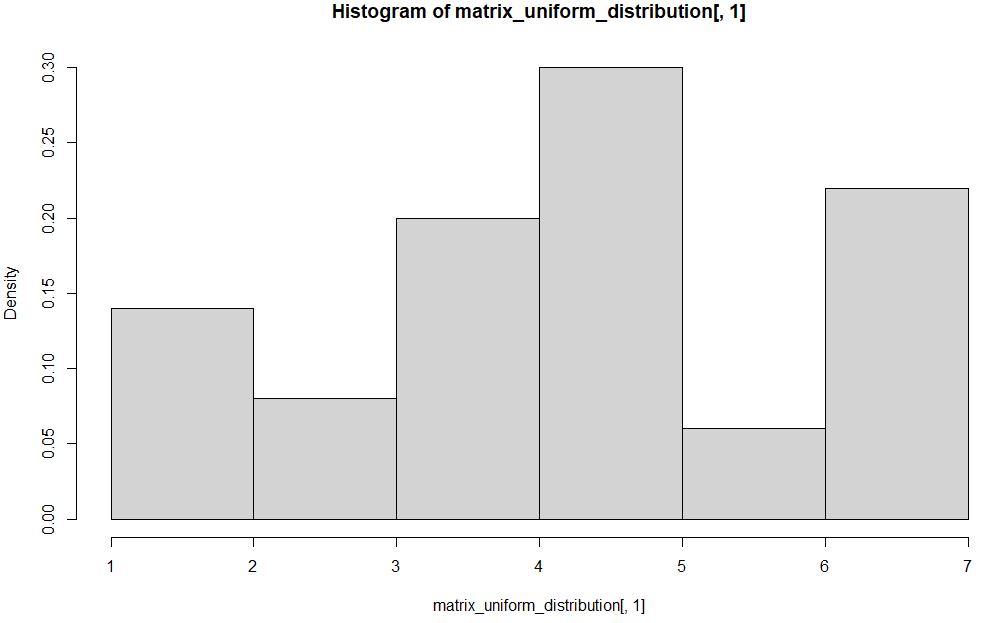 Histogram of matrix_uniform_distribution[, 1]
Density
0.30
0.25
0.20
0.15
0.10
0.05
0.00
1 2 3 4 5 6 7
matrix_uniform_distribution[, 1]